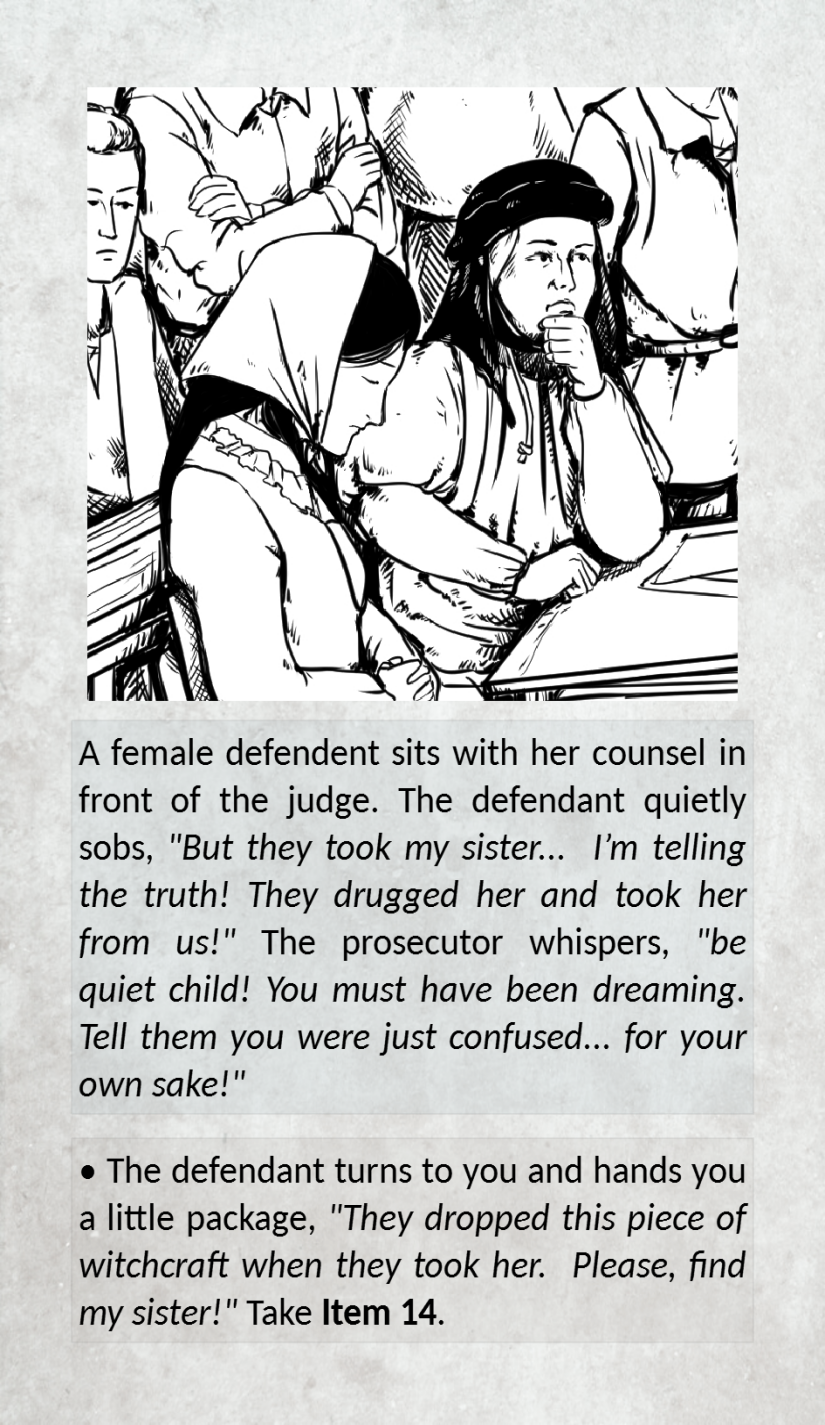 A female defendent sits with her counsel in
front of the judge. The defendant quietly
sobs, "But they took my sister...  I’m telling
the truth! They drugged her and took her
from us!" The prosecutor whispers, "be
quiet child! You must have been dreaming.
Tell them you were just confused... for your
own sake!"
• The defendant turns to you and hands you
a little package, "They dropped this piece of
witchcraft when they took her.  Please, find
my sister!" Take Item 14.